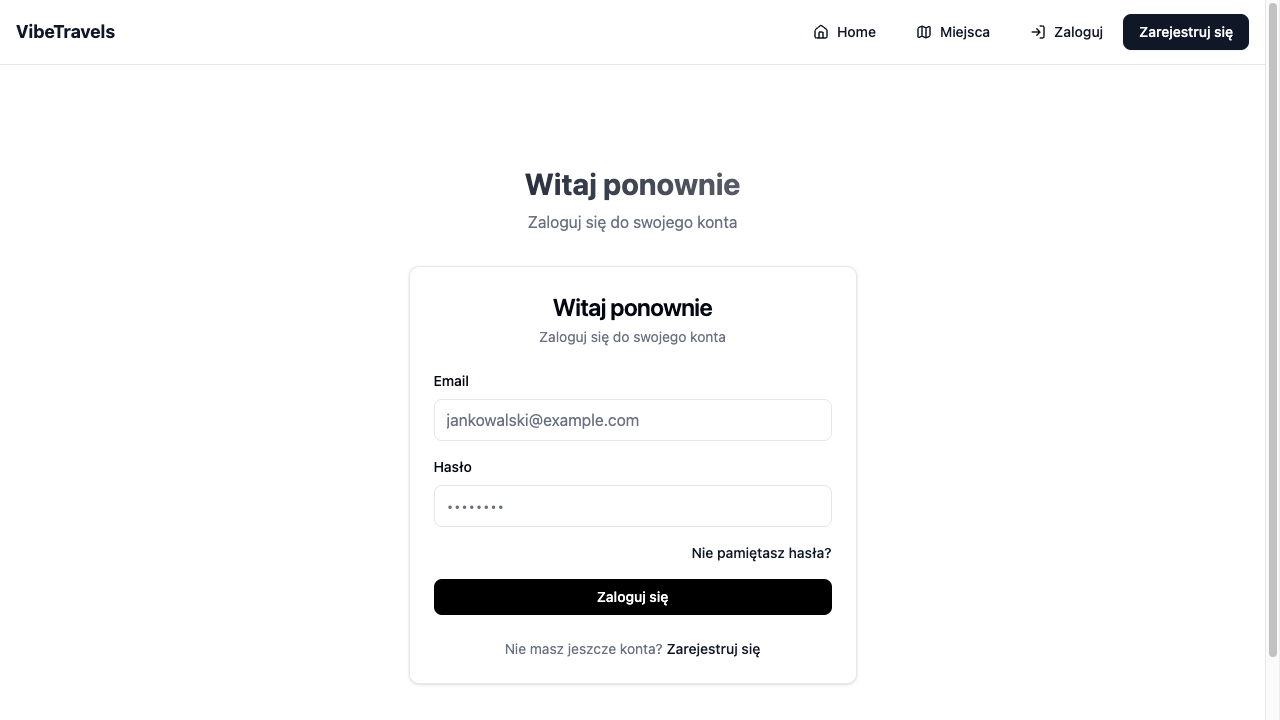 VibeTravels
Home
Miejsca
Zaloguj
Zarejestruj się
Witaj ponownie
Zaloguj się do swojego konta
Witaj ponownie
Zaloguj się do swojego konta
Email
jankowalski@example.com
Hasło
••••••••
Nie pamiętasz hasła?
Zaloguj się
Nie masz jeszcze konta? Zarejestruj się